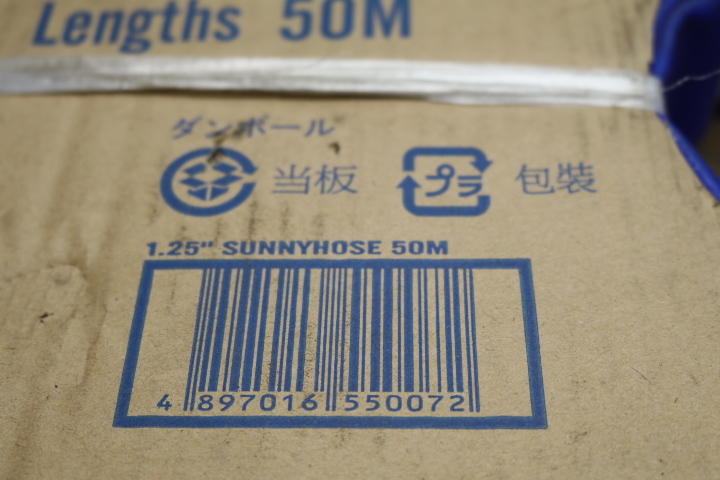 Lengths 50M
ダンボール
当板 プラ 包裝
1.25" SUNNYHOSE 50M
4 897016 550072